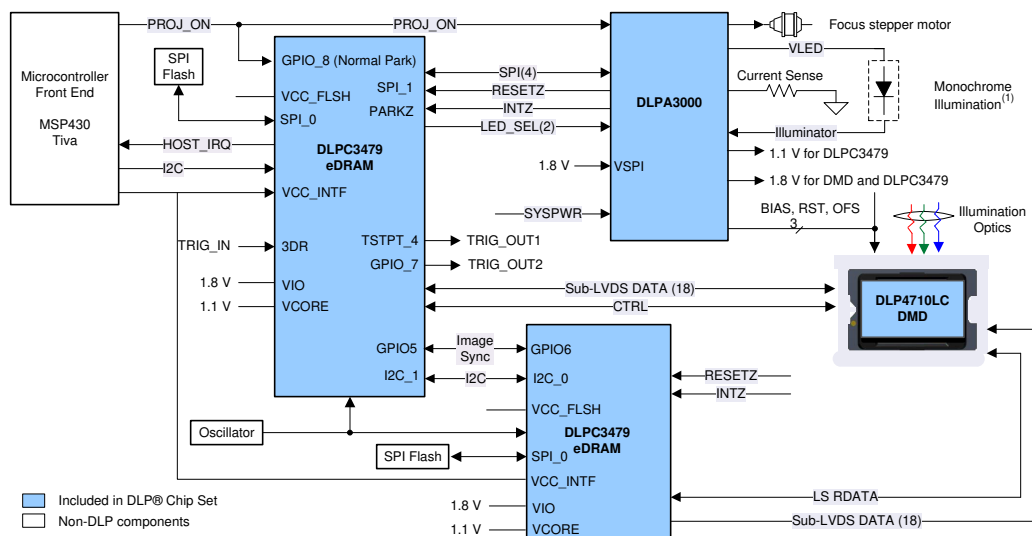 PROJ_ON
PROJ_ON
Microcontroller
Front End
MSP430
Tiva
SPI
Flash
GPIO_8 (Normal Park)
VCC_FLSH
SPI_0
SPI_1
PARKZ
DLPC3479
eDRAM
HOST_IRQ
I2C
VCC_INTF
TRIG_IN
3DR
1.8 V
VIO
1.1 V
VCORE
TSTPT_4
TRIG_OUT1
GPIO_7
TRIG_OUT2
SPI(4)
RESETZ
INTZ
LED_SEL(2)
DLPA3000
1.8 V
VSPI
SYSPWR
Focus stepper motor
VLED
Current Sense
Monochrome
Illumination(1)
Illuminator
1.1 V for DLPC3479
1.8 V for DMD and DLPC3479
BIAS, RST, OFS
3
Illumination
Optics
Sub-LVDS DATA (18)
CTRL
DLP4710LC
DMD
GPIO5
Image
Sync
GPIO6
I2C_1
I2C
I2C_0
RESETZ
INTZ
VCC_FLSH
Oscillator
DLPC3479
eDRAM
SPI Flash
SPI_0
VCC_INTF
1.8 V
VIO
1.1 V
VCORE
LS RDATA
Sub-LVDS DATA (18)
Included in DLP® Chip Set
Non-DLP components